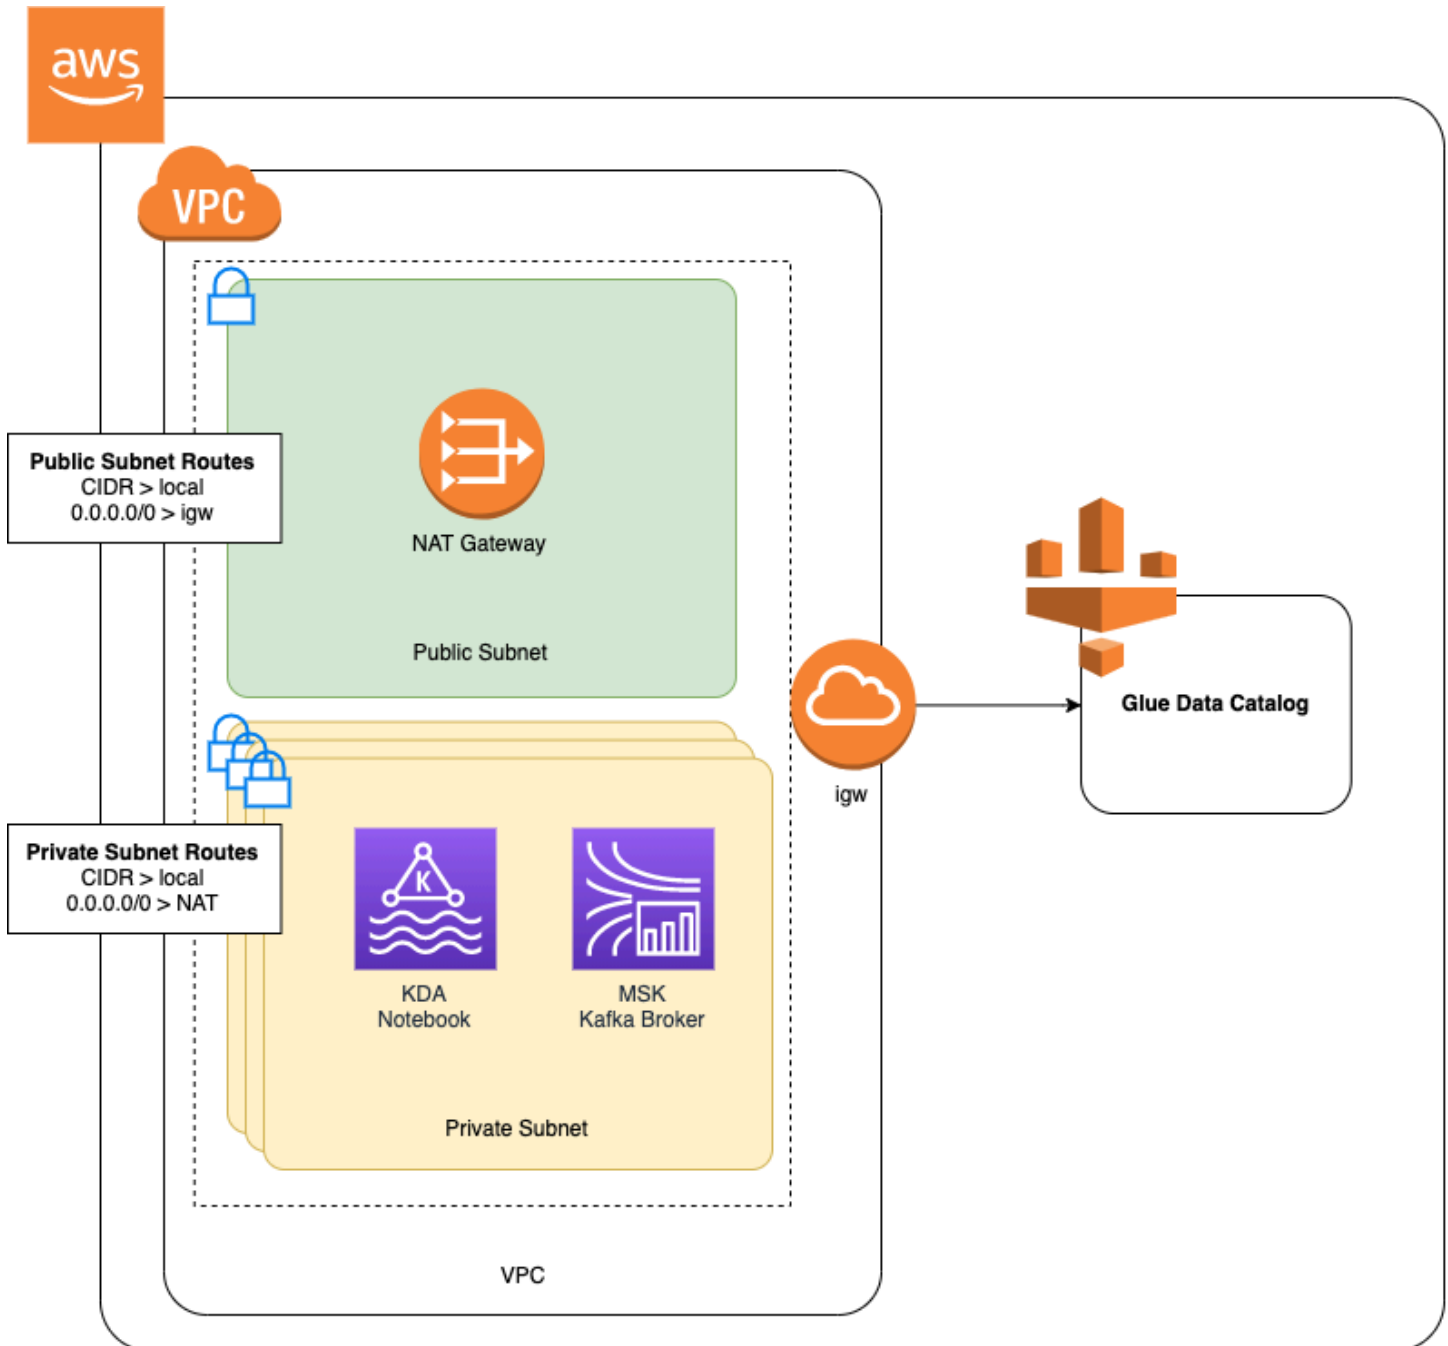 aws
VPC
Public Subnet Routes
CIDR > local
0.0.0.0/0 > igw
NAT Gateway
Public Subnet
Glue Data Catalog
igw
Private Subnet Routes
CIDR > local
0.0.0.0/0 > NAT
K
KDA
Notebook
MSK
Kafka Broker
Private Subnet
VPC